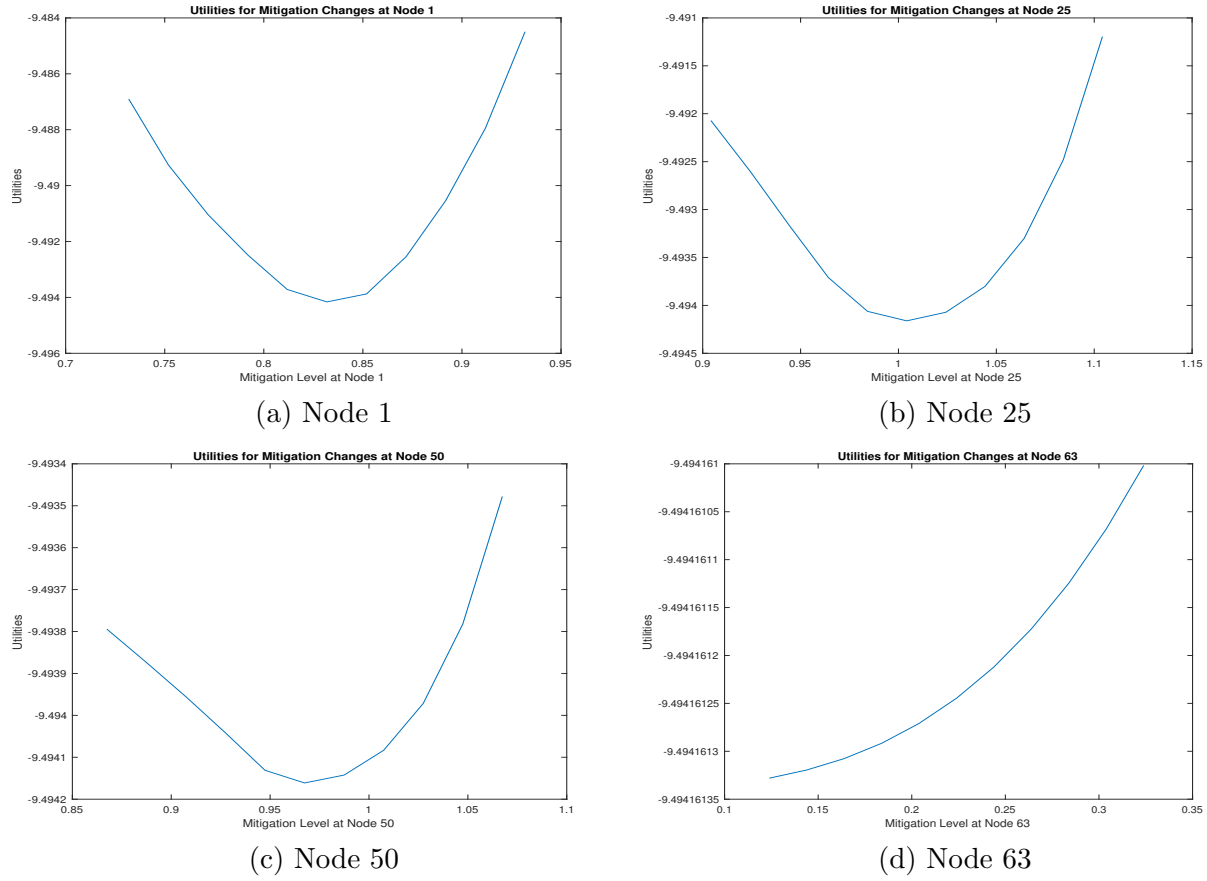 Utilities for Mitigation Changes at Node 1
-9.484
-9.486
-9.488
-9.49
-9.492
-9.494
-9.496
Utilities
0.7 0.75 0.8 0.85 0.9 0.95
Mitigation Level at Node 1
(a) Node 1
Utilities for Mitigation Changes at Node 25
-9.491
-9.4915
-9.492
-9.4925
-9.493
-9.4935
-9.494
-9.4945
Utilities
0.9 0.95 1 1.05 1.1 1.15
Mitigation Level at Node 25
(b) Node 25
Utilities for Mitigation Changes at Node 50
-9.4934
-9.4935
-9.4936
-9.4937
-9.4938
-9.4939
-9.494
-9.4941
-9.4942
Utilities
0.85 0.9 0.95 1 1.05 1.1
Mitigation Level at Node 50
(c) Node 50
Utilities for Mitigation Changes at Node 63
-9.494161
-9.49416105
-9.4941611
-9.49416115
-9.4941612
-9.49416125
-9.4941613
-9.49416135
Utilities
0.1 0.15 0.2 0.25 0.3 0.35
Mitigation Level at Node 63
(d) Node 63